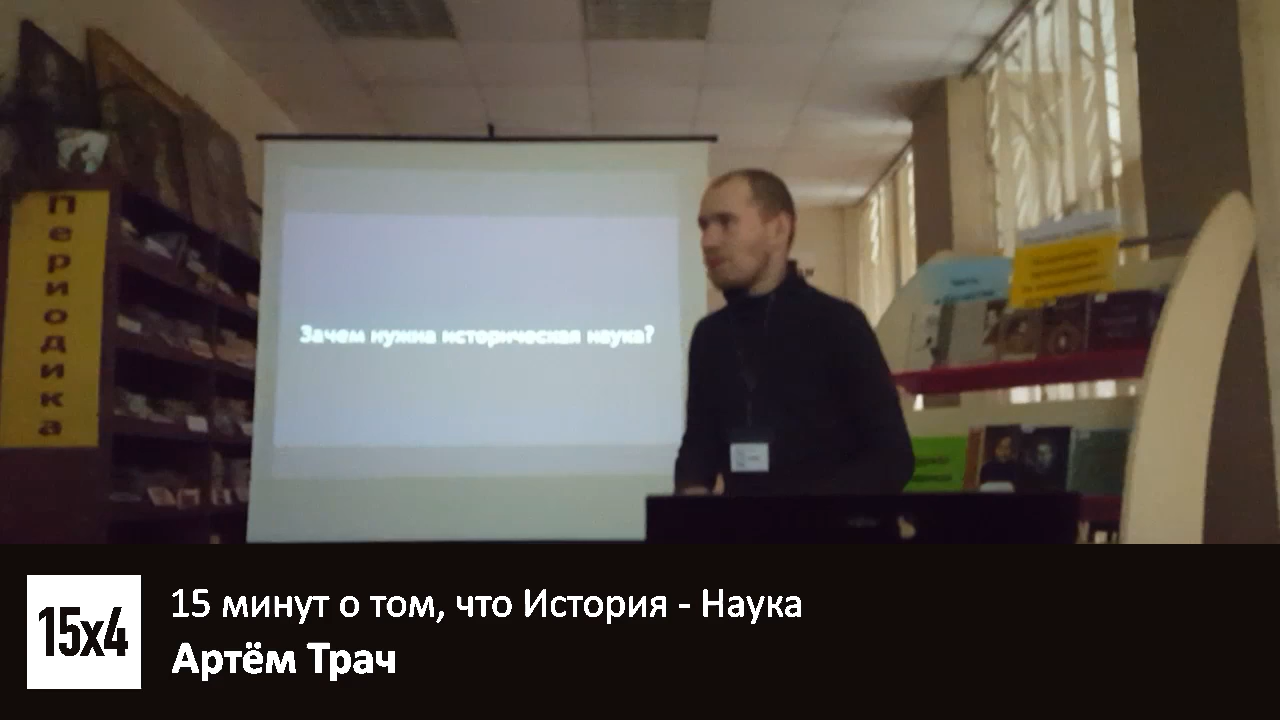 Периодика
Зачем нужна историческая наука?
15x4
15 минут о том, что История - Наука
Артём Трач